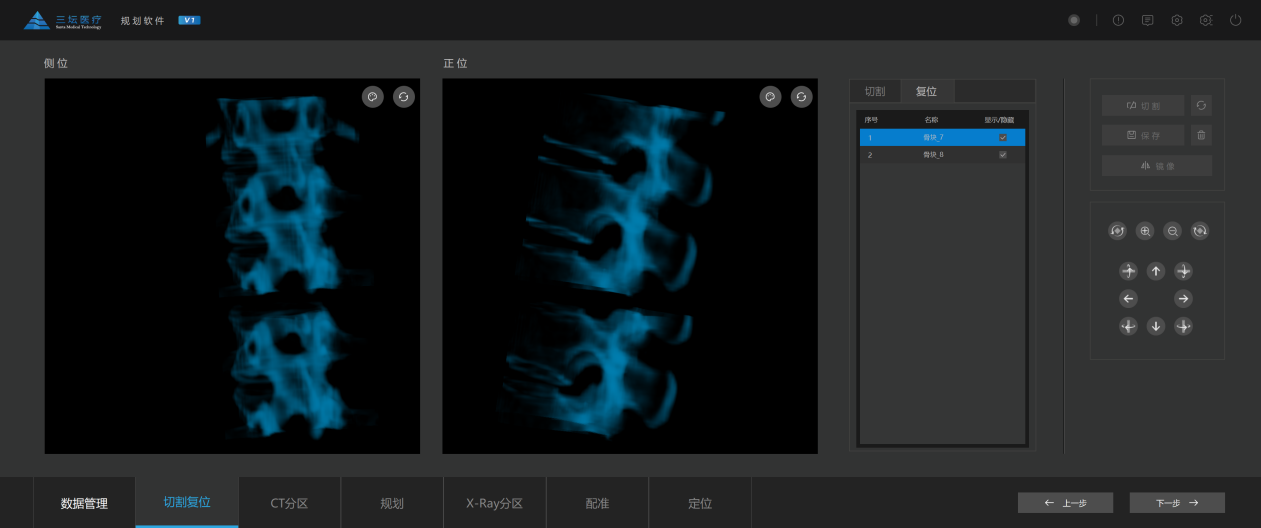 三坛医疗
Santa Medical Technology
规划软件
V1
侧位
正位
切割
复位
序号 名称 显示/隐藏
1 骨块_7
2 骨块_8
切割
保存
镜像
数据管理
切割复位
CT分区
规划
X-Ray分区
配准
定位
← 上一步
下一步 →